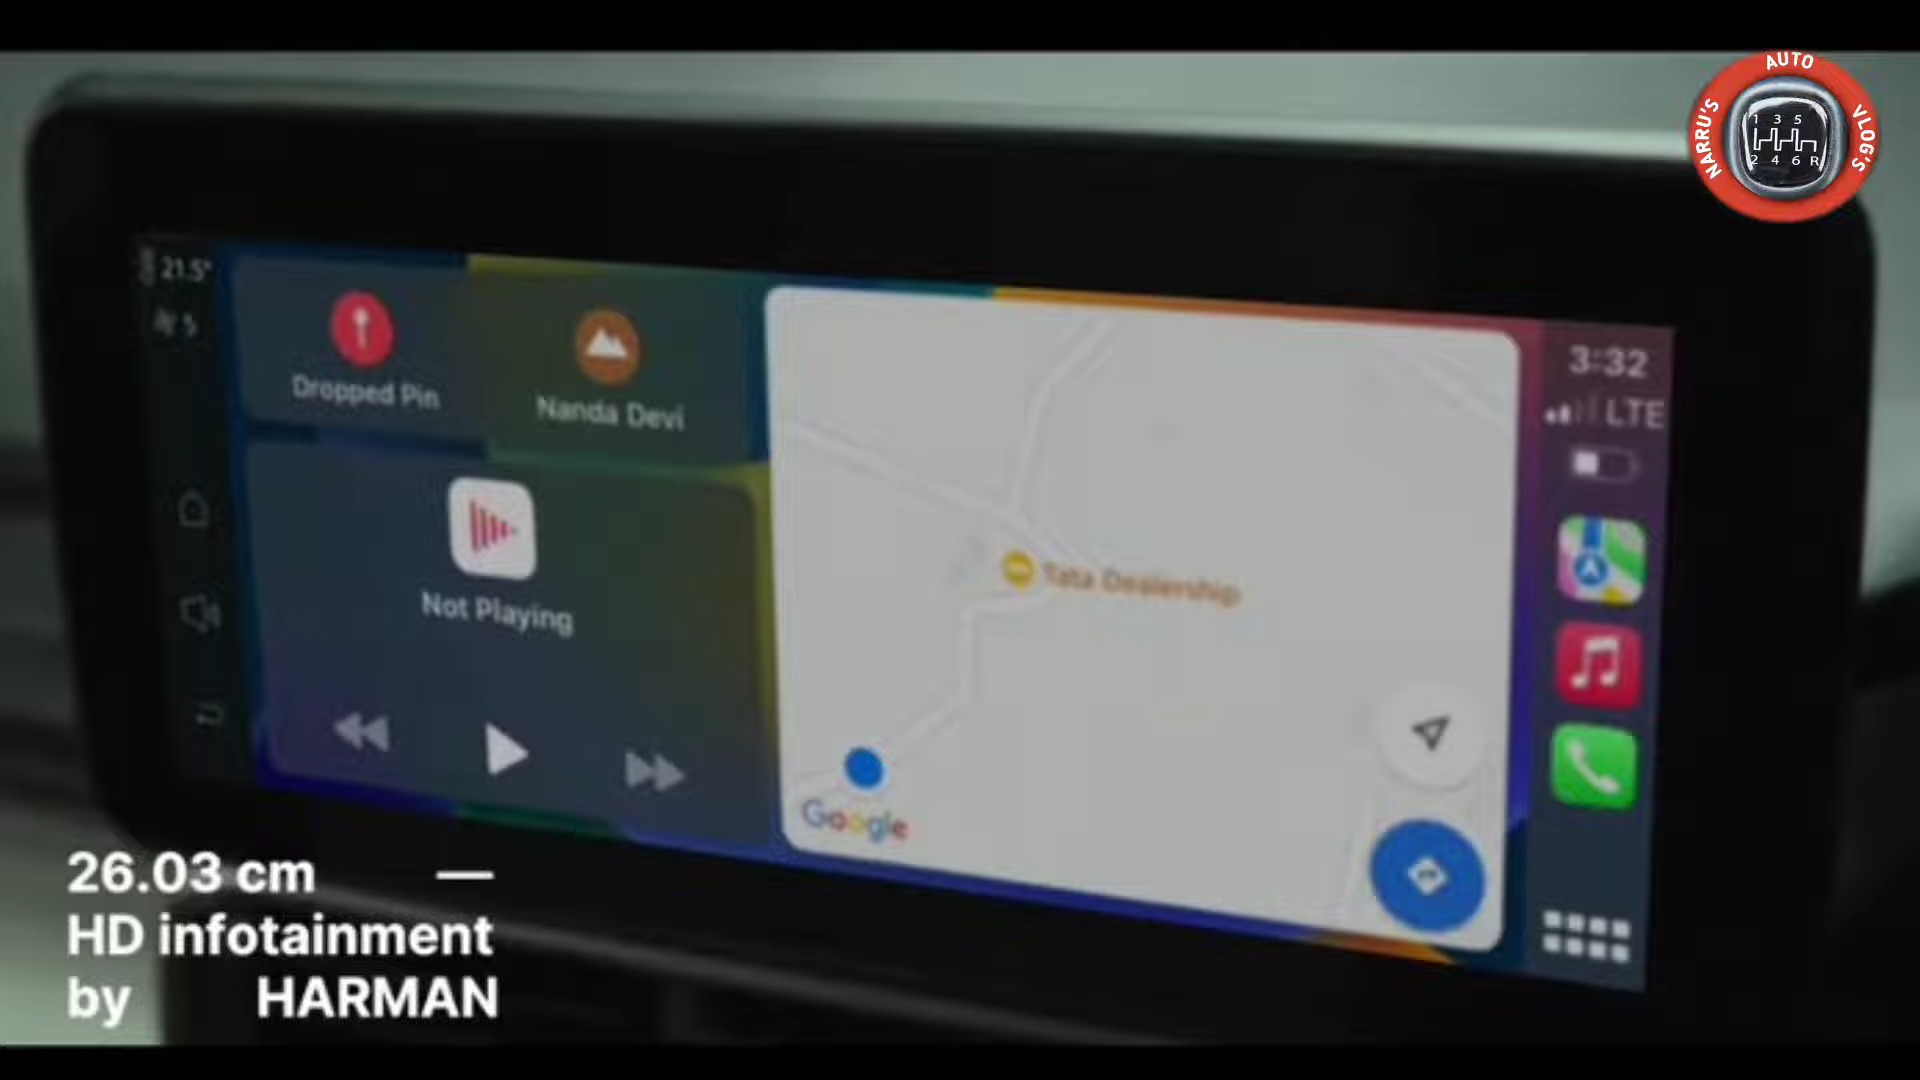 NARRU'S AUTO VLOG'S
1 3 5
2 4 6 R
21.5°
5
Dropped Pin
Nanda Devi
Not Playing
Tata Dealership
Google
3:32
LTE
26.03 cm —
HD infotainment
by HARMAN